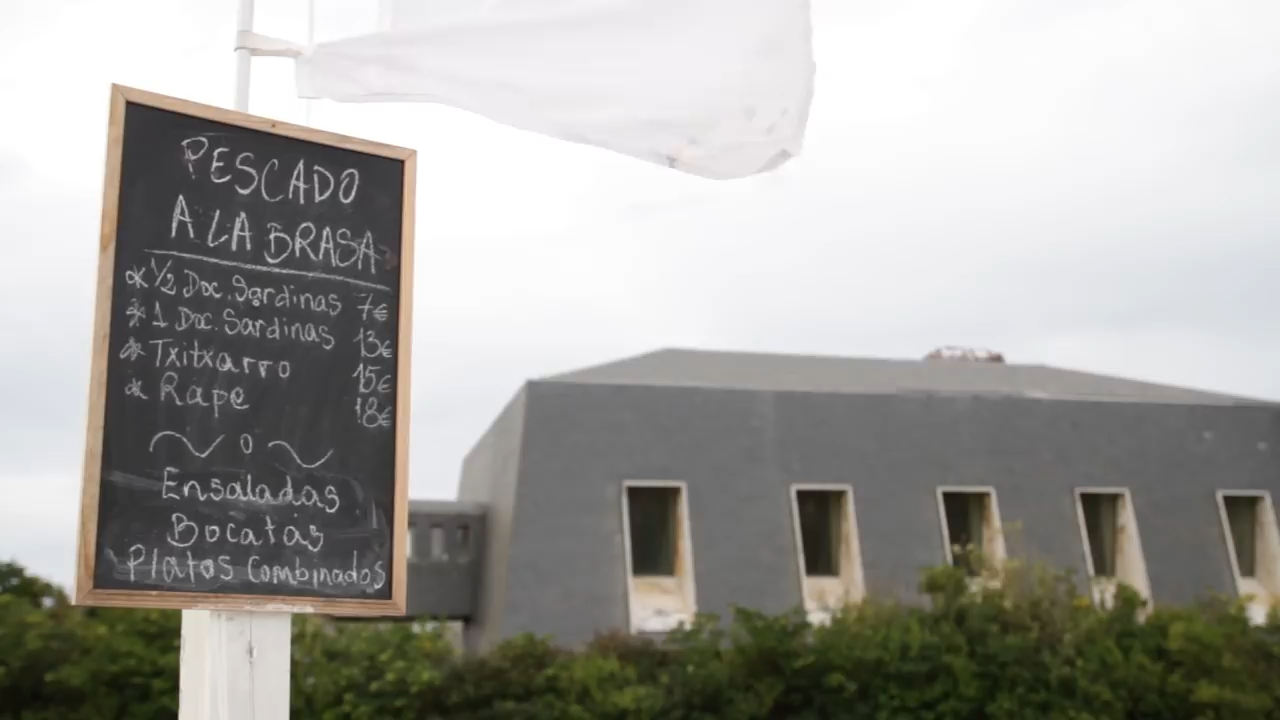 PESCADO
A LA BRASA
* 1/2 Doc. Sardinas 7€
* 1 Doc. Sardinas 13€
* Txitxarro 15€
* Rape 18€
Ensaladas
Bocatas
Platos Combinados